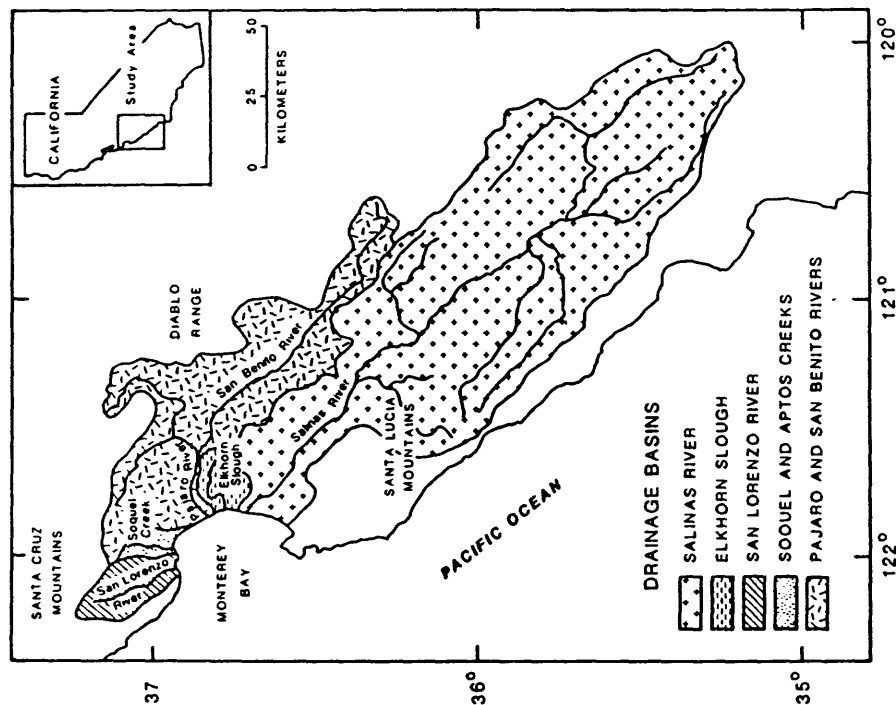 CALIFORNIA
Study Area
0 25 50
KILOMETERS
SANTA CRUZ
MOUNTAINS
DIABLO
RANGE
San Lorenzo
River
Soquel
Creek
Pajaro River
San Benito River
Elkhorn
Slough
Salinas River
MONTEREY
BAY
SANTA LUCIA
MOUNTAINS
PACIFIC OCEAN
DRAINAGE BASINS
SALINAS RIVER
ELKHORN SLOUGH
SAN LORENZO RIVER
SOQUEL AND APTOS CREEKS
PAJARO AND SAN BENITO RIVERS
37
36°
35°
122°
121°
120°